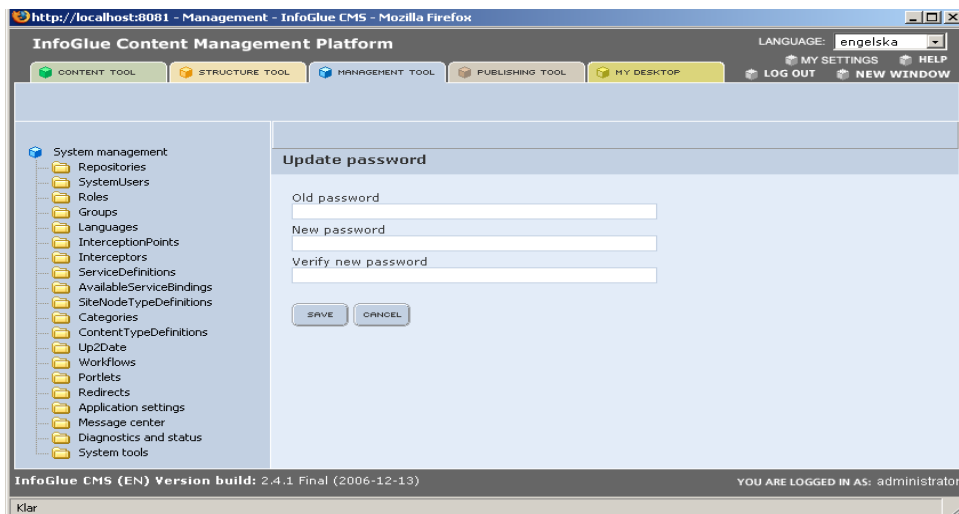 http://localhost:8081 - Management - InfoGlue CMS - Mozilla Firefox
InfoGlue Content Management Platform
LANGUAGE: engelska
MY SETTINGS HELP
LOG OUT NEW WINDOW
CONTENT TOOL STRUCTURE TOOL MANAGEMENT TOOL PUBLISHING TOOL MY DESKTOP
System management
Repositories
SystemUsers
Roles
Groups
Languages
InterceptionPoints
Interceptors
ServiceDefinitions
AvailableServiceBindings
SiteNodeTypeDefinitions
Categories
ContentTypeDefinitions
Up2Date
Workflows
Portlets
Redirects
Application settings
Message center
Diagnostics and status
System tools
Update password
Old password
New password
Verify new password
SAVE CANCEL
InfoGlue CMS (EN) Version build: 2.4.1 Final (2006-12-13)
YOU ARE LOGGED IN AS: administrator
Klar